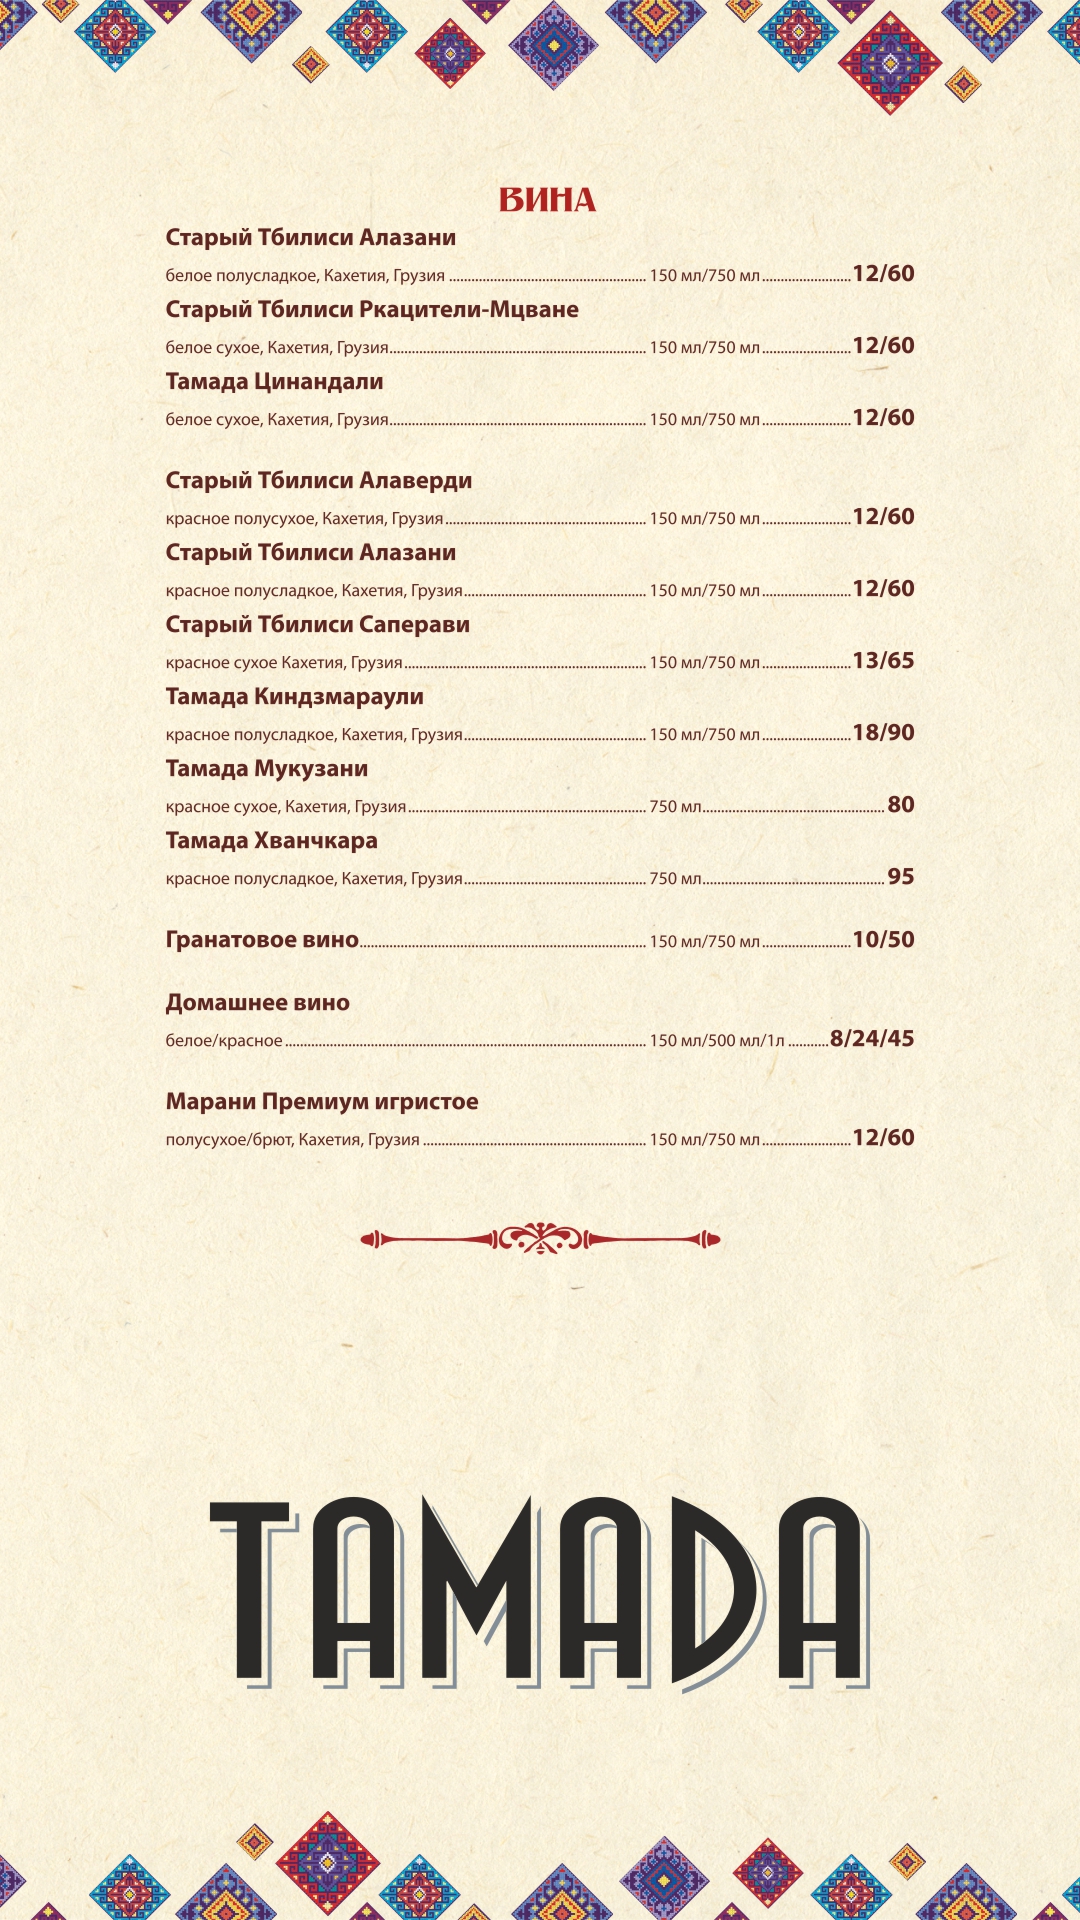 ВИНА
Старый Тбилиси Алазани
белое полусладкое, Кахетия, Грузия ........ 150 мл/750 мл ........ 12/60
Старый Тбилиси Ркацители-Мцване
белое сухое, Кахетия, Грузия ........ 150 мл/750 мл ........ 12/60
Тамада Цинандали
белое сухое, Кахетия, Грузия ........ 150 мл/750 мл ........ 12/60
Старый Тбилиси Алаверди
красное полусухое, Кахетия, Грузия ........ 150 мл/750 мл ........ 12/60
Старый Тбилиси Алазани
красное полусладкое, Кахетия, Грузия ........ 150 мл/750 мл ........ 12/60
Старый Тбилиси Саперави
красное сухое Кахетия, Грузия ........ 150 мл/750 мл ........ 13/65
Тамада Киндзмараули
красное полусладкое, Кахетия, Грузия ........ 150 мл/750 мл ........ 18/90
Тамада Мукузани
красное сухое, Кахетия, Грузия ........ 750 мл ........ 80
Тамада Хванчкара
красное полусладкое, Кахетия, Грузия ........ 750 мл ........ 95
Гранатовое вино ........ 150 мл/750 мл ........ 10/50
Домашнее вино
белое/красное ........ 150 мл/500 мл/1л ........ 8/24/45
Марани Премиум игристое
полусухое/брют, Кахетия, Грузия ........ 150 мл/750 мл ........ 12/60
TAMADA